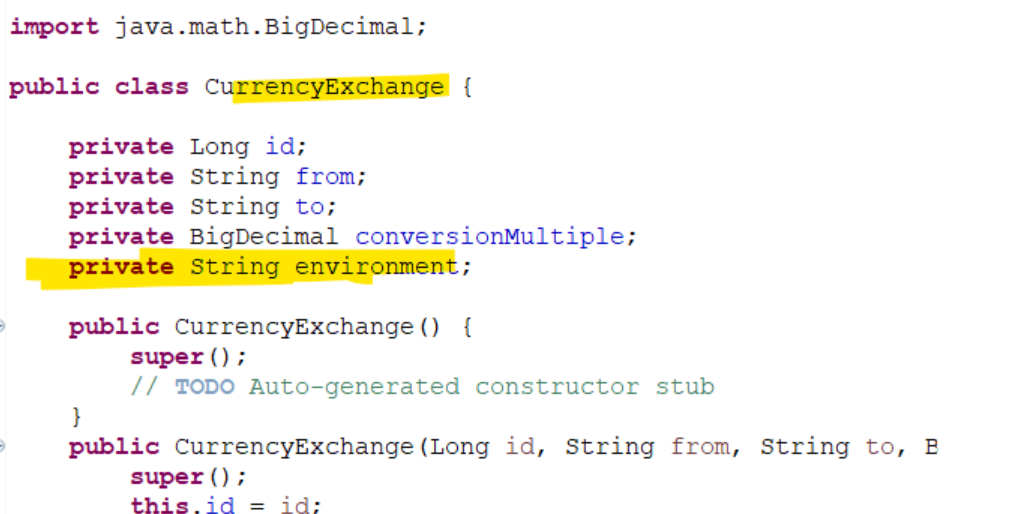 import java.math.BigDecimal;
public class CurrencyExchange {
private Long id;
private String from;
private String to;
private BigDecimal conversionMultiple;
private String environment;
public CurrencyExchange() {
super();
// TODO Auto-generated constructor stub
}
public CurrencyExchange(Long id, String from, String to, B
super();
this.id = id;